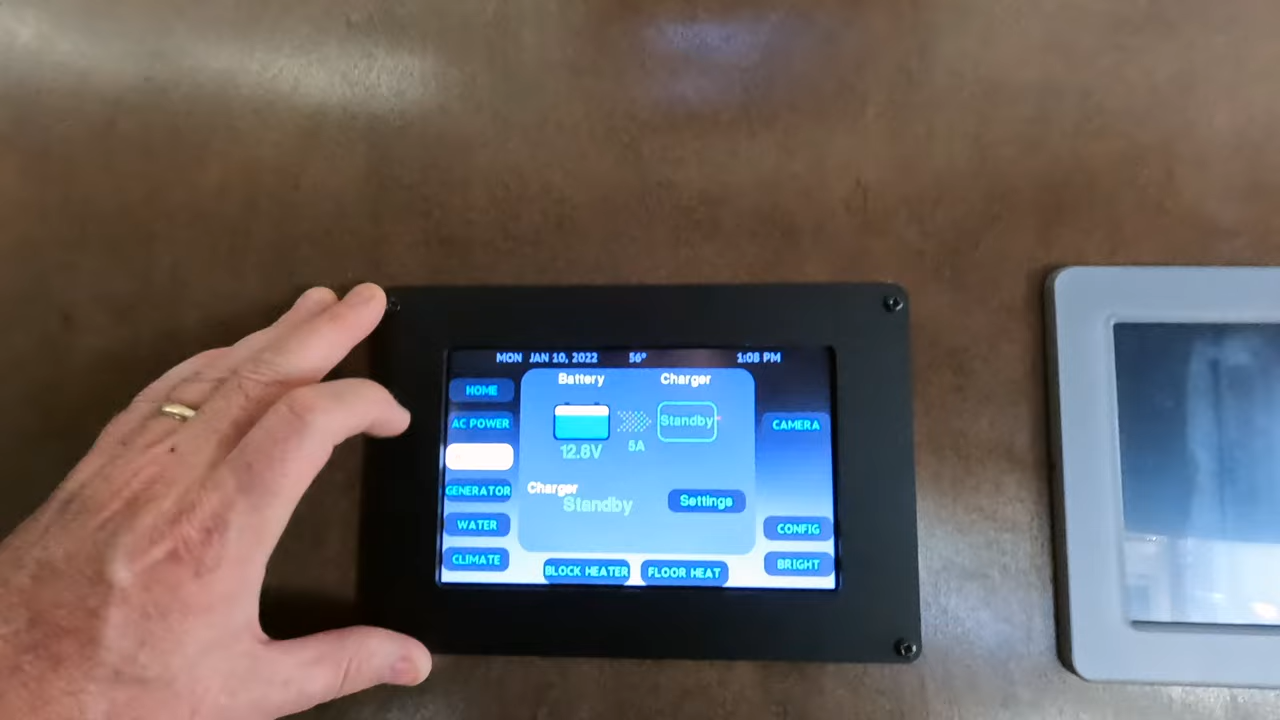 MON JAN 10, 2022 56° 1:08 PM
HOME
AC POWER
GENERATOR
WATER
CLIMATE
Battery
Charger
Standby
12.8V
5A
Charger
Standby
Settings
CAMERA
CONFIG
BRIGHT
BLOCK HEATER
FLOOR HEAT